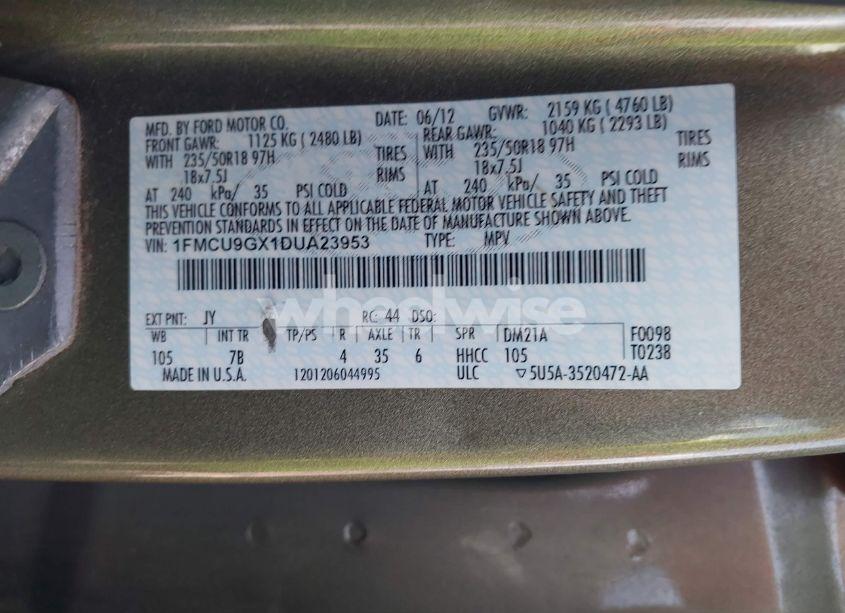 MFD. BY FORD MOTOR CO. DATE: 06/12 GVWR: 2159 KG ( 4760 LB)
FRONT GAWR: 1125 KG ( 2480 LB) REAR GAWR: 1040 KG ( 2293 LB)
WITH 235/50R18 97H TIRES WITH 235/50R18 97H TIRES
18x7.5J RIMS 18x7.5J RIMS
AT 240 kPa/ 35 PSI COLD AT 240 kPa/ 35 PSI COLD
THIS VEHICLE CONFORMS TO ALL APPLICABLE FEDERAL MOTOR VEHICLE SAFETY AND THEFT
PREVENTION STANDARDS IN EFFECT ON THE DATE OF MANUFACTURE SHOWN ABOVE.
VIN: 1FMCU9GX1DUA23953 TYPE: MPV
wheelwise
EXT PNT: JY RC: 44 DSO:
WB INT TR TP/PS R AXLE TR SPR DM21A F0098
105 7B 4 35 6 HHCC 105 T0238
MADE IN U.S.A. 1201206044995 ULC ▽5U5A-3520472-AA